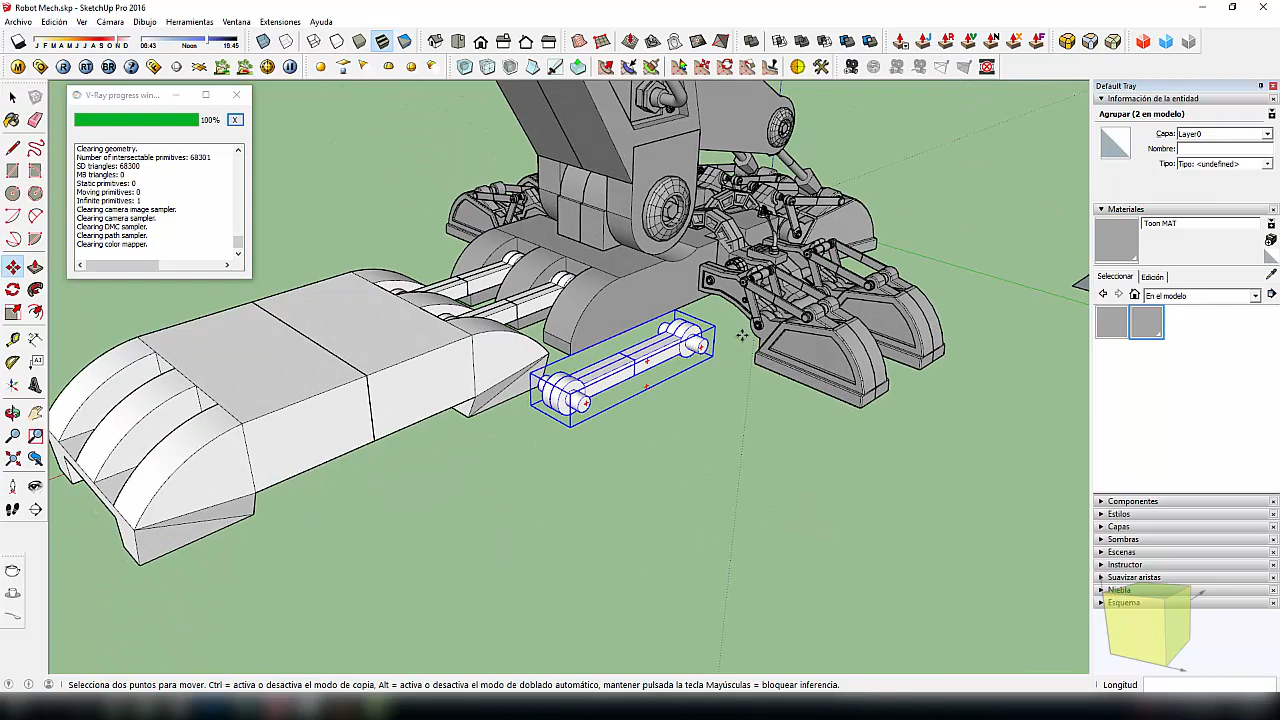 Robot Mech.skp - SketchUp Pro 2016
Archivo Edición Ver Cámara Dibujo Herramientas Ventana Extensiones Ayuda
J F M A M J J A S O N D 06:43 Noon 16:45
M R RT BR
V-Ray progress win...
100% X
Clearing geometry.
Number of intersectable primitives: 68301
SD triangles: 68300
MB triangles: 0
Static primitives: 0
Moving primitives: 0
Infinite primitives: 1
Clearing camera image sampler.
Clearing camera sampler.
Clearing DMC sampler.
Clearing path sampler.
Clearing color mapper.
Default Tray
Información de la entidad
Agrupar (2 en modelo)
Capa: Layer0
Nombre:
Tipo: Tipo: <undefined>
Materiales
Toon MAT
Seleccionar Edición
En el modelo
Componentes
Estilos
Capas
Sombras
Escenas
Instructor
Suavizar aristas
Niebla
Esquema
Selecciona dos puntos para mover. Ctrl = activa o desactiva el modo de copia, Alt = activa o desactiva el modo de doblado automático, mantener pulsada la tecla Mayúsculas = bloquear inferencia.
Longitud